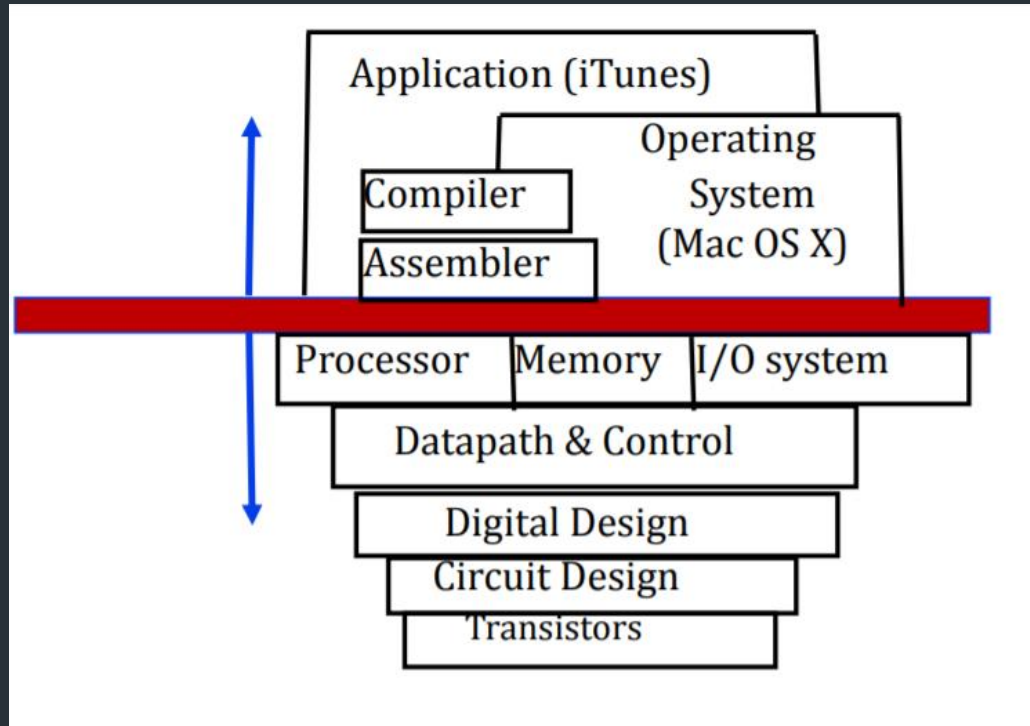 Application (iTunes)
Operating
System
(Mac OS X)
Compiler
Assembler
Processor
Memory
I/O system
Datapath & Control
Digital Design
Circuit Design
Transistors